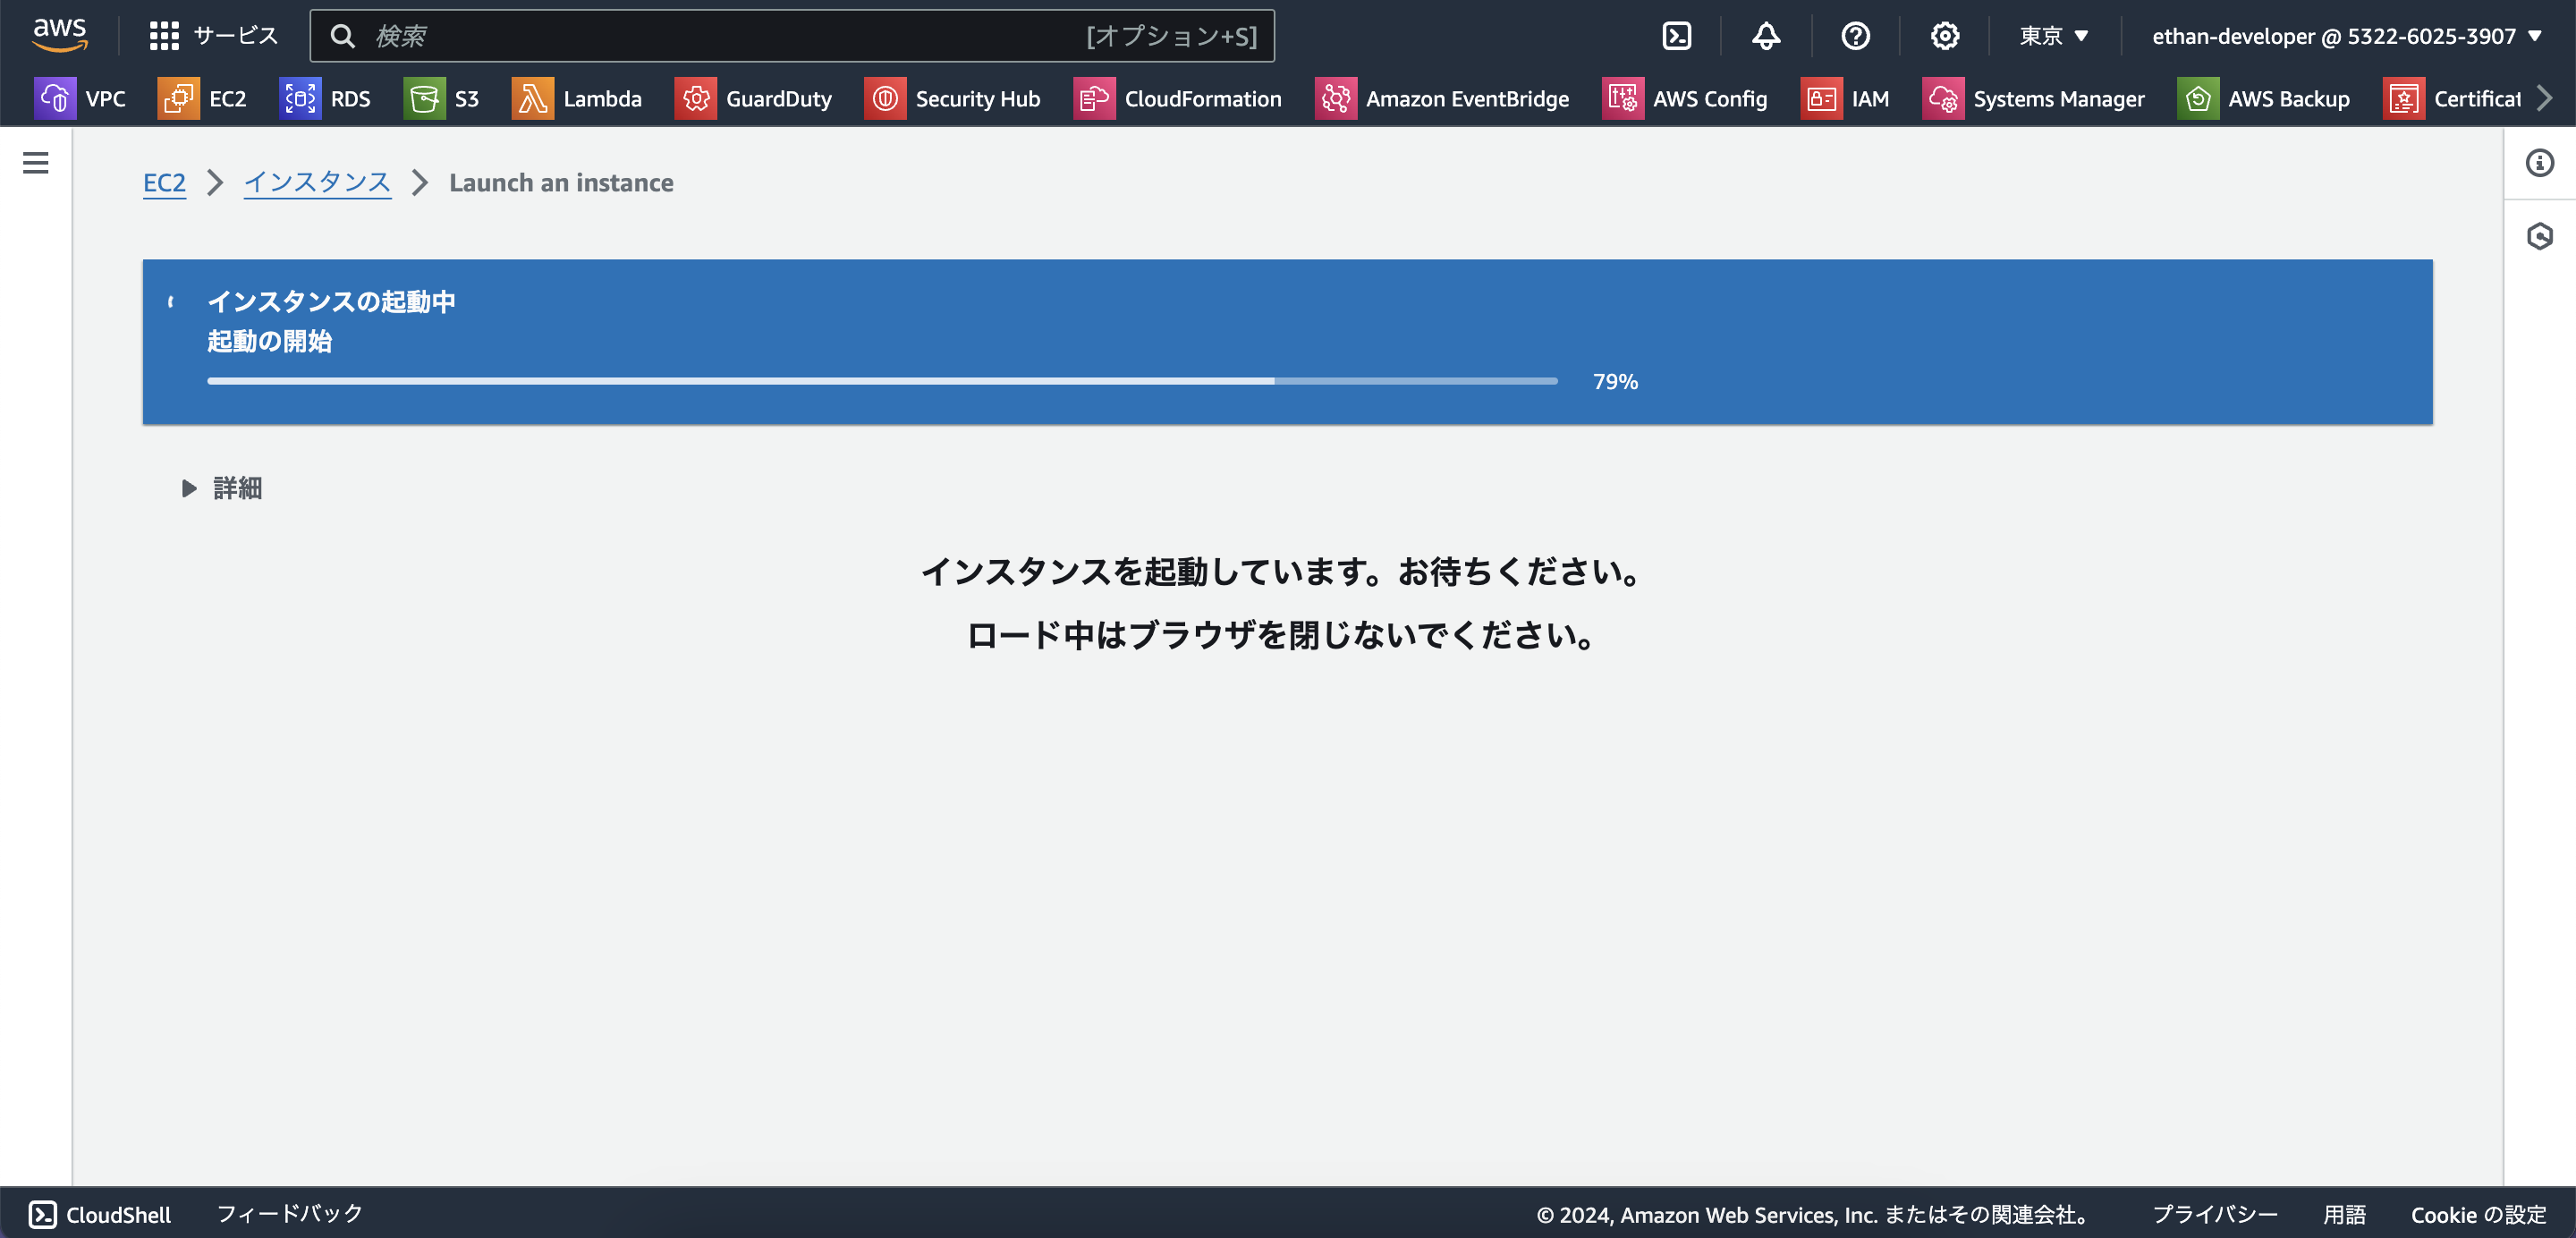 aws
サービス
検索
[オプション+S]
東京
ethan-developer @ 5322-6025-3907
VPC
EC2
RDS
S3
Lambda
GuardDuty
Security Hub
CloudFormation
Amazon EventBridge
AWS Config
IAM
Systems Manager
AWS Backup
Certificat
EC2
インスタンス
Launch an instance
インスタンスの起動中
起動の開始
79%
詳細
インスタンスを起動しています。お待ちください。
ロード中はブラウザを閉じないでください。
CloudShell
フィードバック
© 2024, Amazon Web Services, Inc. またはその関連会社。
プライバシー
用語
Cookie の設定